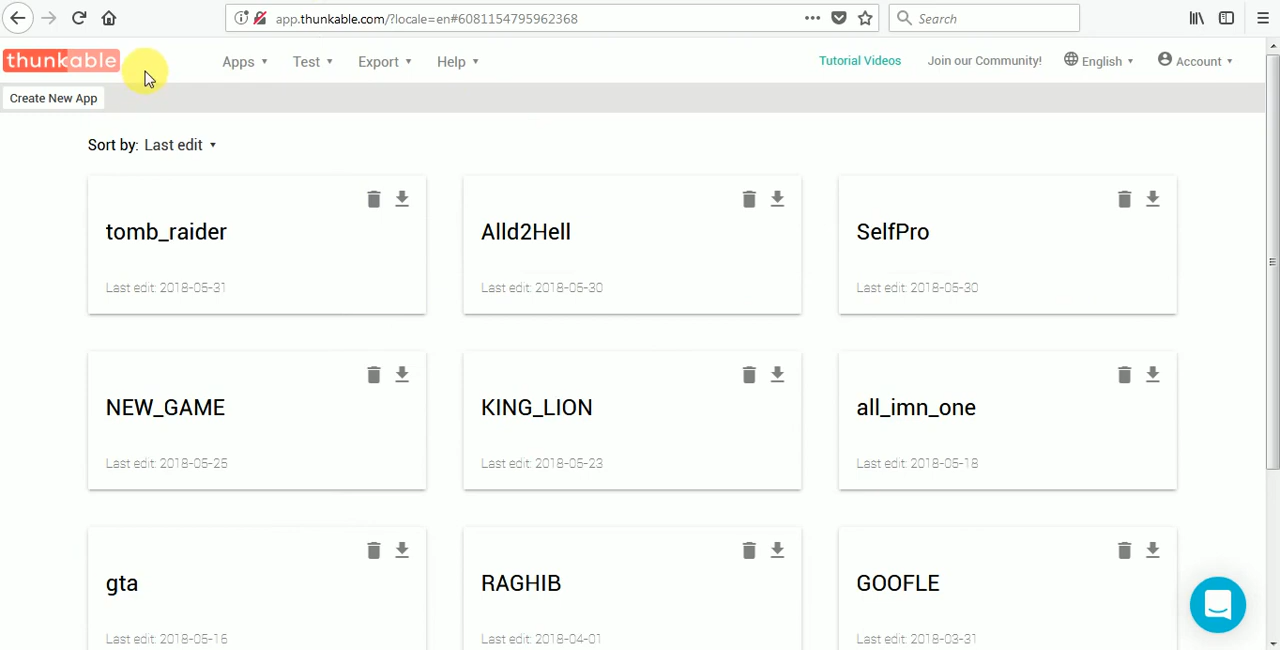 app.thunkable.com/?locale=en#6081154795962368
Search
thunkable
Apps Test Export Help Tutorial Videos Join our Community! English Account
Create New App
Sort by: Last edit
tomb_raider Alld2Hell SelfPro
Last edit: 2018-05-31 Last edit: 2018-05-30 Last edit: 2018-05-30
NEW_GAME KING_LION all_imn_one
Last edit: 2018-05-25 Last edit: 2018-05-23 Last edit: 2018-05-18
gta RAGHIB GOOFLE
Last edit: 2018-05-16 Last edit: 2018-04-01 Last edit: 2018-03-31